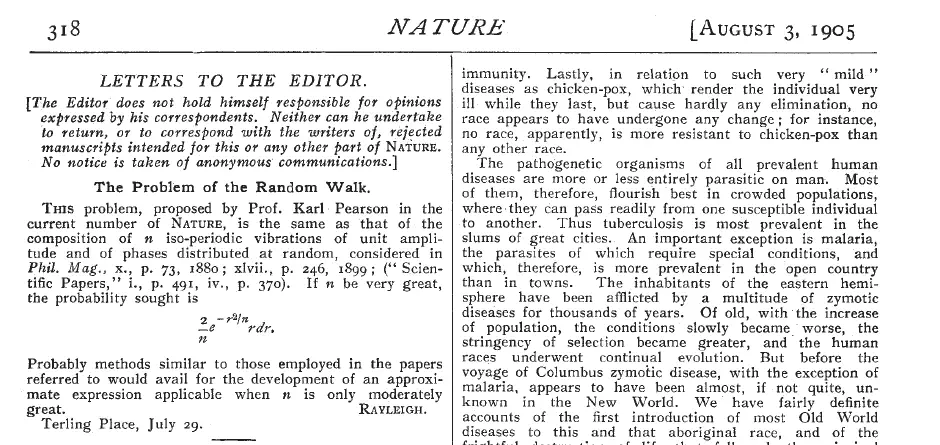 318
NATURE
[AUGUST 3, 1905
LETTERS TO THE EDITOR.
[The Editor does not hold himself responsible for opinions
expressed by his correspondents. Neither can he undertake
to return, or to correspond with the writers of, rejected
manuscripts intended for this or any other part of NATURE.
No notice is taken of anonymous communications.]
The Problem of the Random Walk.
THIS problem, proposed by Prof. Karl Pearson in the
current number of NATURE, is the same as that of the
composition of n iso-periodic vibrations of unit ampli-
tude and of phases distributed at random, considered in
Phil. Mag., x., p. 73, 1880; xlvii., p. 246, 1899; ("Scien-
tific Papers," i., p. 491, iv., p. 370). If n be very great,
the probability sought is
2/n e^{-r²/n} rdr.
Probably methods similar to those employed in the papers
referred to would avail for the development of an approxi-
mate expression applicable when n is only moderately
great. RAYLEIGH.
Terling Place, July 29.
immunity. Lastly, in relation to such very "mild"
diseases as chicken-pox, which render the individual very
ill while they last, but cause hardly any elimination, no
race appears to have undergone any change; for instance,
no race, apparently, is more resistant to chicken-pox than
any other race.
The pathogenetic organisms of all prevalent human
diseases are more or less entirely parasitic on man. Most
of them, therefore, flourish best in crowded populations,
where they can pass readily from one susceptible individual
to another. Thus tuberculosis is most prevalent in the
slums of great cities. An important exception is malaria,
the parasites of which require special conditions, and
which, therefore, is more prevalent in the open country
than in towns. The inhabitants of the eastern hemi-
sphere have been afflicted by a multitude of zymotic
diseases for thousands of years. Of old, with the increase
of population, the conditions slowly became worse, the
stringency of selection became greater, and the human
races underwent continual evolution. But before the
voyage of Columbus zymotic disease, with the exception of
malaria, appears to have been almost, if not quite, un-
known in the New World. We have fairly definite
accounts of the first introduction of most Old World
diseases to this and that aboriginal race, and of the